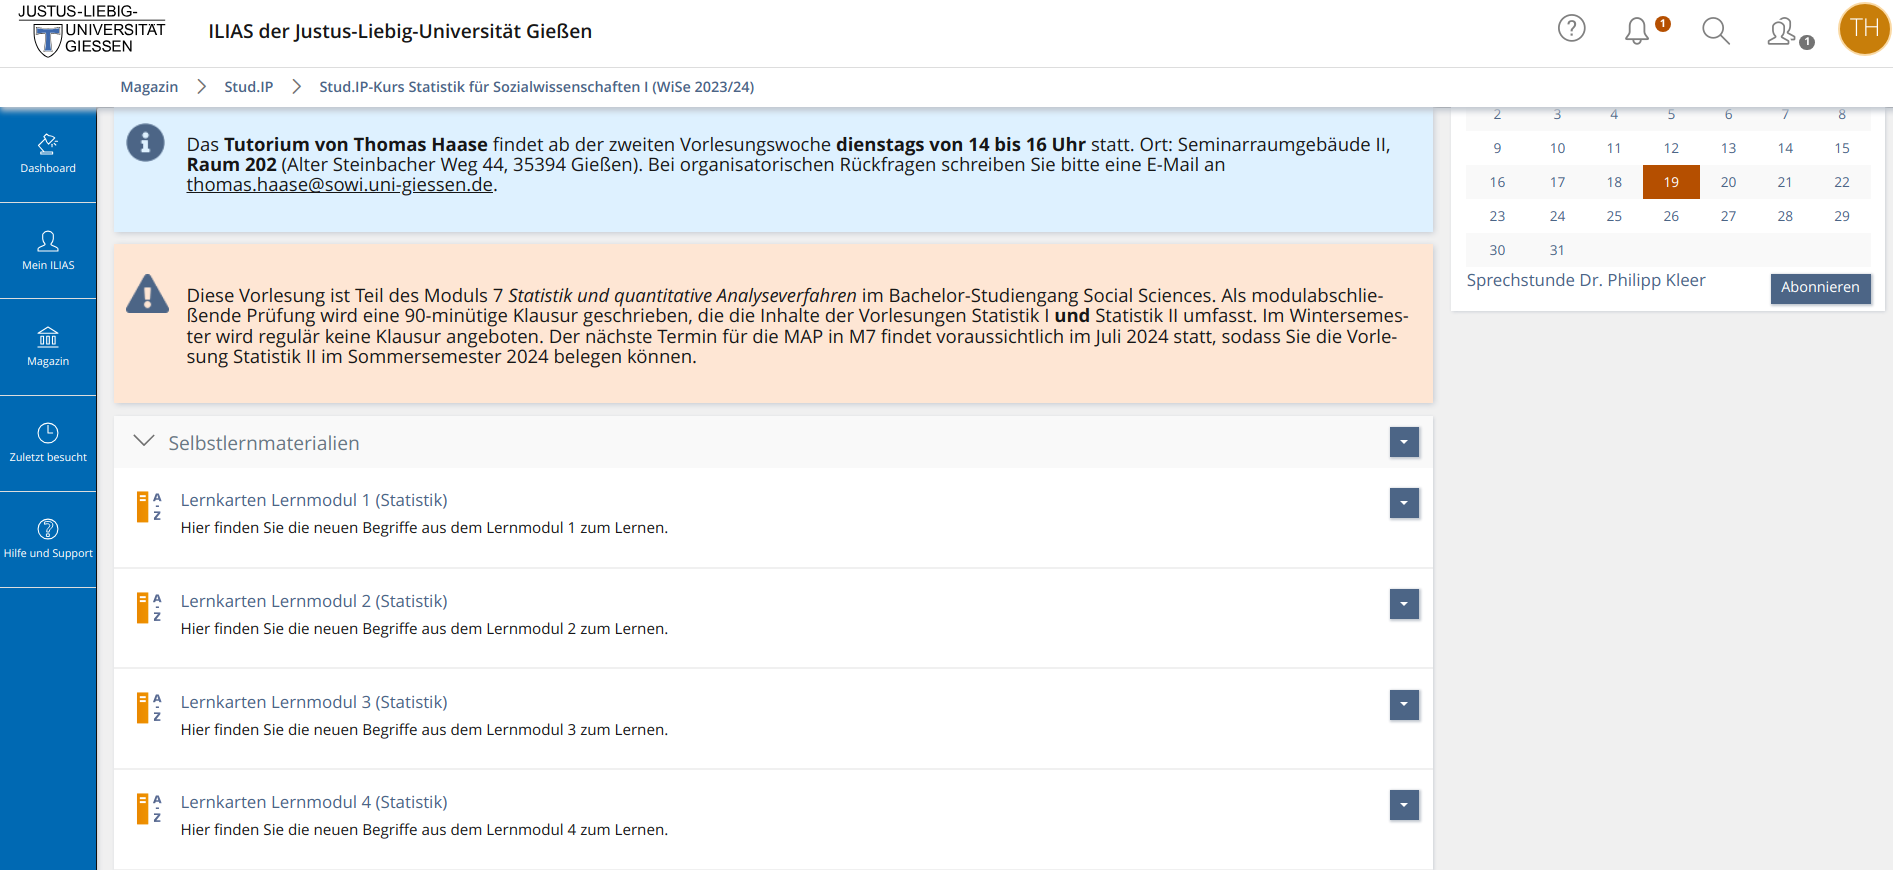 JUSTUS-LIEBIG-
UNIVERSITÄT
GIESSEN
ILIAS der Justus-Liebig-Universität Gießen
1
1
TH
Magazin
Stud.IP
Stud.IP-Kurs Statistik für Sozialwissenschaften I (WiSe 2023/24)
Dashboard
Mein ILIAS
Magazin
Zuletzt besucht
Hilfe und Support
Das Tutorium von Thomas Haase findet ab der zweiten Vorlesungswoche dienstags von 14 bis 16 Uhr statt. Ort: Seminarraumgebäude II,
Raum 202 (Alter Steinbacher Weg 44, 35394 Gießen). Bei organisatorischen Rückfragen schreiben Sie bitte eine E-Mail an
thomas.haase@sowi.uni-giessen.de.
Diese Vorlesung ist Teil des Moduls 7 Statistik und quantitative Analyseverfahren im Bachelor-Studiengang Social Sciences. Als modulabschlie-
ßende Prüfung wird eine 90-minütige Klausur geschrieben, die die Inhalte der Vorlesungen Statistik I und Statistik II umfasst. Im Wintersemes-
ter wird regulär keine Klausur angeboten. Der nächste Termin für die MAP in M7 findet voraussichtlich im Juli 2024 statt, sodass Sie die Vorle-
sung Statistik II im Sommersemester 2024 belegen können.
Selbstlernmaterialien
A-Z
Lernkarten Lernmodul 1 (Statistik)
Hier finden Sie die neuen Begriffe aus dem Lernmodul 1 zum Lernen.
A-Z
Lernkarten Lernmodul 2 (Statistik)
Hier finden Sie die neuen Begriffe aus dem Lernmodul 2 zum Lernen.
A-Z
Lernkarten Lernmodul 3 (Statistik)
Hier finden Sie die neuen Begriffe aus dem Lernmodul 3 zum Lernen.
A-Z
Lernkarten Lernmodul 4 (Statistik)
Hier finden Sie die neuen Begriffe aus dem Lernmodul 4 zum Lernen.
2 3 4 5 6 7 8
9 10 11 12 13 14 15
16 17 18 19 20 21 22
23 24 25 26 27 28 29
30 31
Sprechstunde Dr. Philipp Kleer
Abonnieren